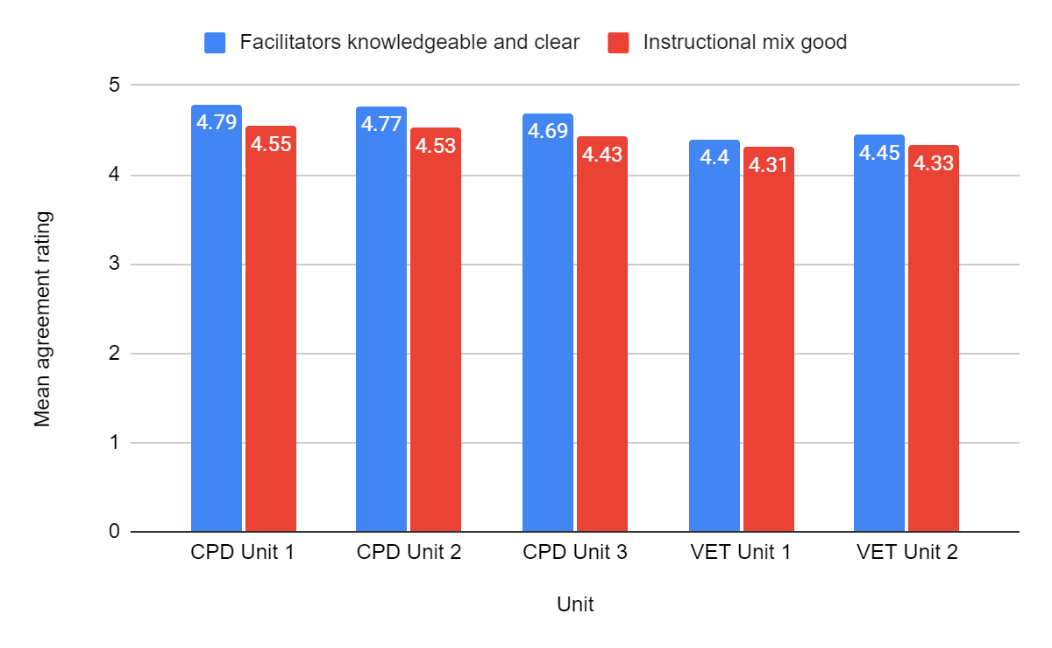 Facilitators knowledgeable and clear Instructional mix good
5
4
3
2
1
0
Mean agreement rating
4.79 4.55 4.77 4.53 4.69 4.43 4.4 4.31 4.45 4.33
CPD Unit 1 CPD Unit 2 CPD Unit 3 VET Unit 1 VET Unit 2
Unit